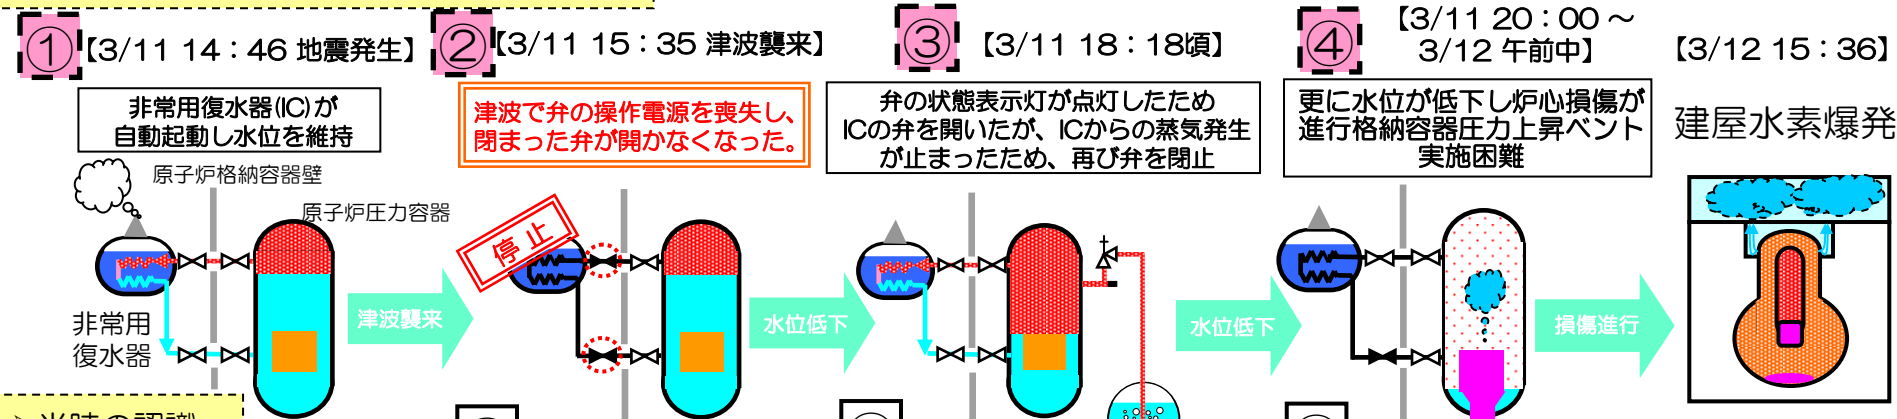 ①【3/11 14：46 地震発生】
非常用復水器(IC)が
自動起動し水位を維持
原子炉格納容器壁
原子炉圧力容器
非常用
復水器
②【3/11 15：35 津波襲来】
津波で弁の操作電源を喪失し、
閉まった弁が開かなくなった。
停止
津波襲来
③【3/11 18：18頃】
弁の状態表示灯が点灯したため
ICの弁を開いたが、ICからの蒸気発生
が止まったため、再び弁を閉止
水位低下
④【3/11 20：00 ～
3/12 午前中】
更に水位が低下し炉心損傷が
進行格納容器圧力上昇ベント
実施困難
水位低下
損傷進行
【3/12 15：36】
建屋水素爆発